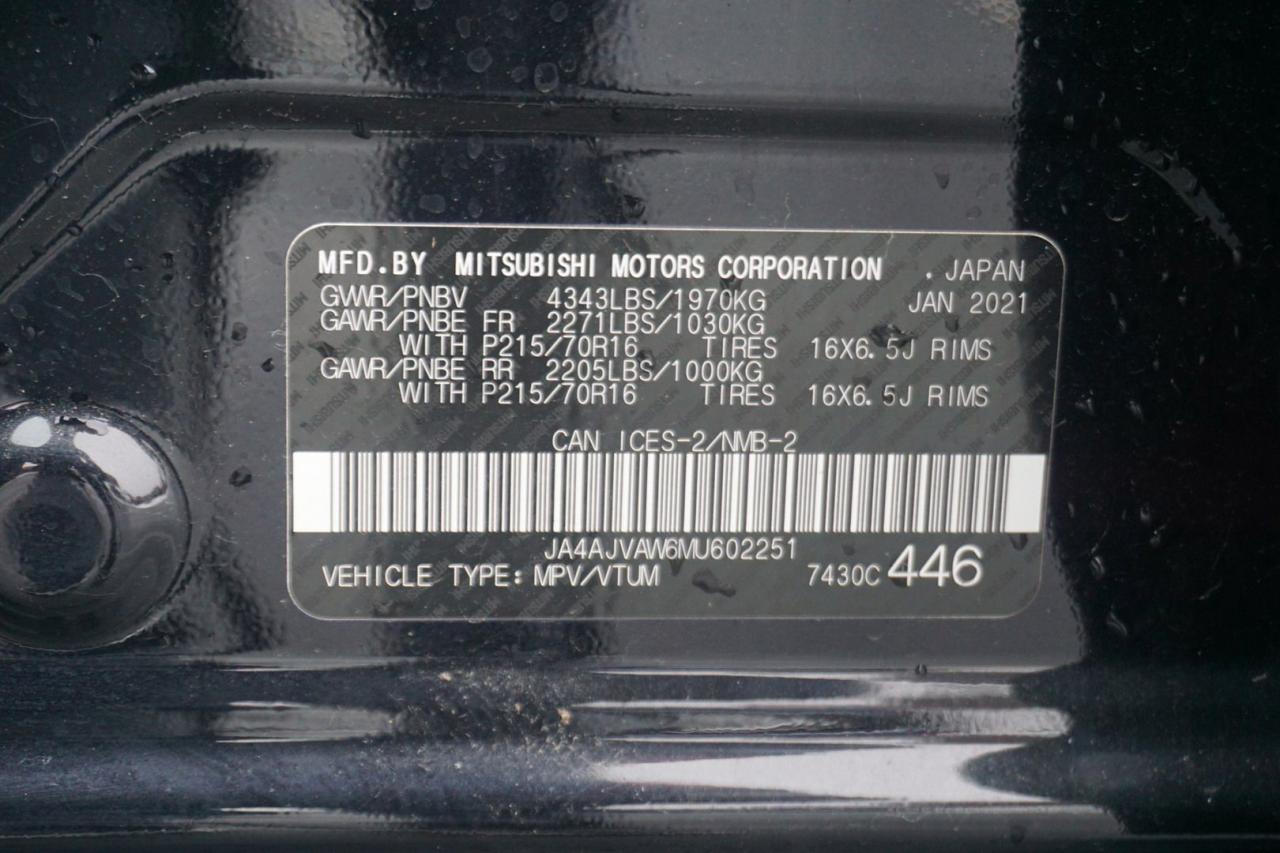 MFD.BY MITSUBISHI MOTORS CORPORATION . JAPAN
GVWR/PNBV 4343LBS/1970KG JAN 2021
GAWR/PNBE FR 2271LBS/1030KG
WITH P215/70R16 TIRES 16X6.5J RIMS
GAWR/PNBE RR 2205LBS/1000KG
WITH P215/70R16 TIRES 16X6.5J RIMS
CAN ICES-2/NMB-2
JA4AJVAW6MU602251
VEHICLE TYPE: MPV/VTUM 7430C 446